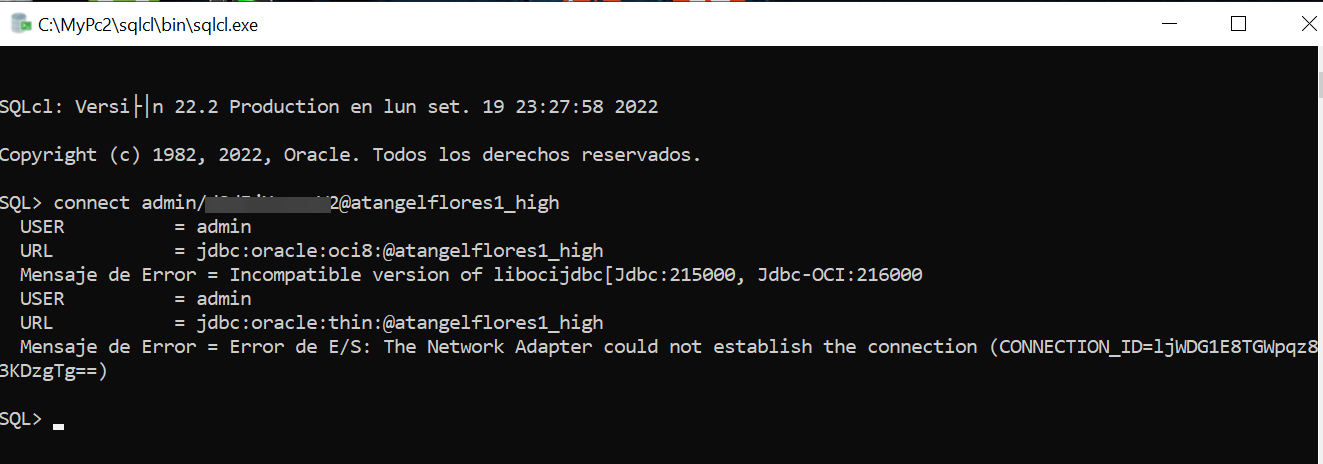 C:\MyPc2\sqlcl\bin\sqlcl.exe
SQLcl: Versi├│n 22.2 Production en lun set. 19 23:27:58 2022
Copyright (c) 1982, 2022, Oracle. Todos los derechos reservados.
SQL> connect admin/2@atangelflores1_high
USER = admin
URL = jdbc:oracle:oci8:@atangelflores1_high
Mensaje de Error = Incompatible version of libocijdbc[Jdbc:215000, Jdbc-OCI:216000
USER = admin
URL = jdbc:oracle:thin:@atangelflores1_high
Mensaje de Error = Error de E/S: The Network Adapter could not establish the connection (CONNECTION_ID=ljWDG1E8TGWpqz8
3KDzgTg==)
SQL>